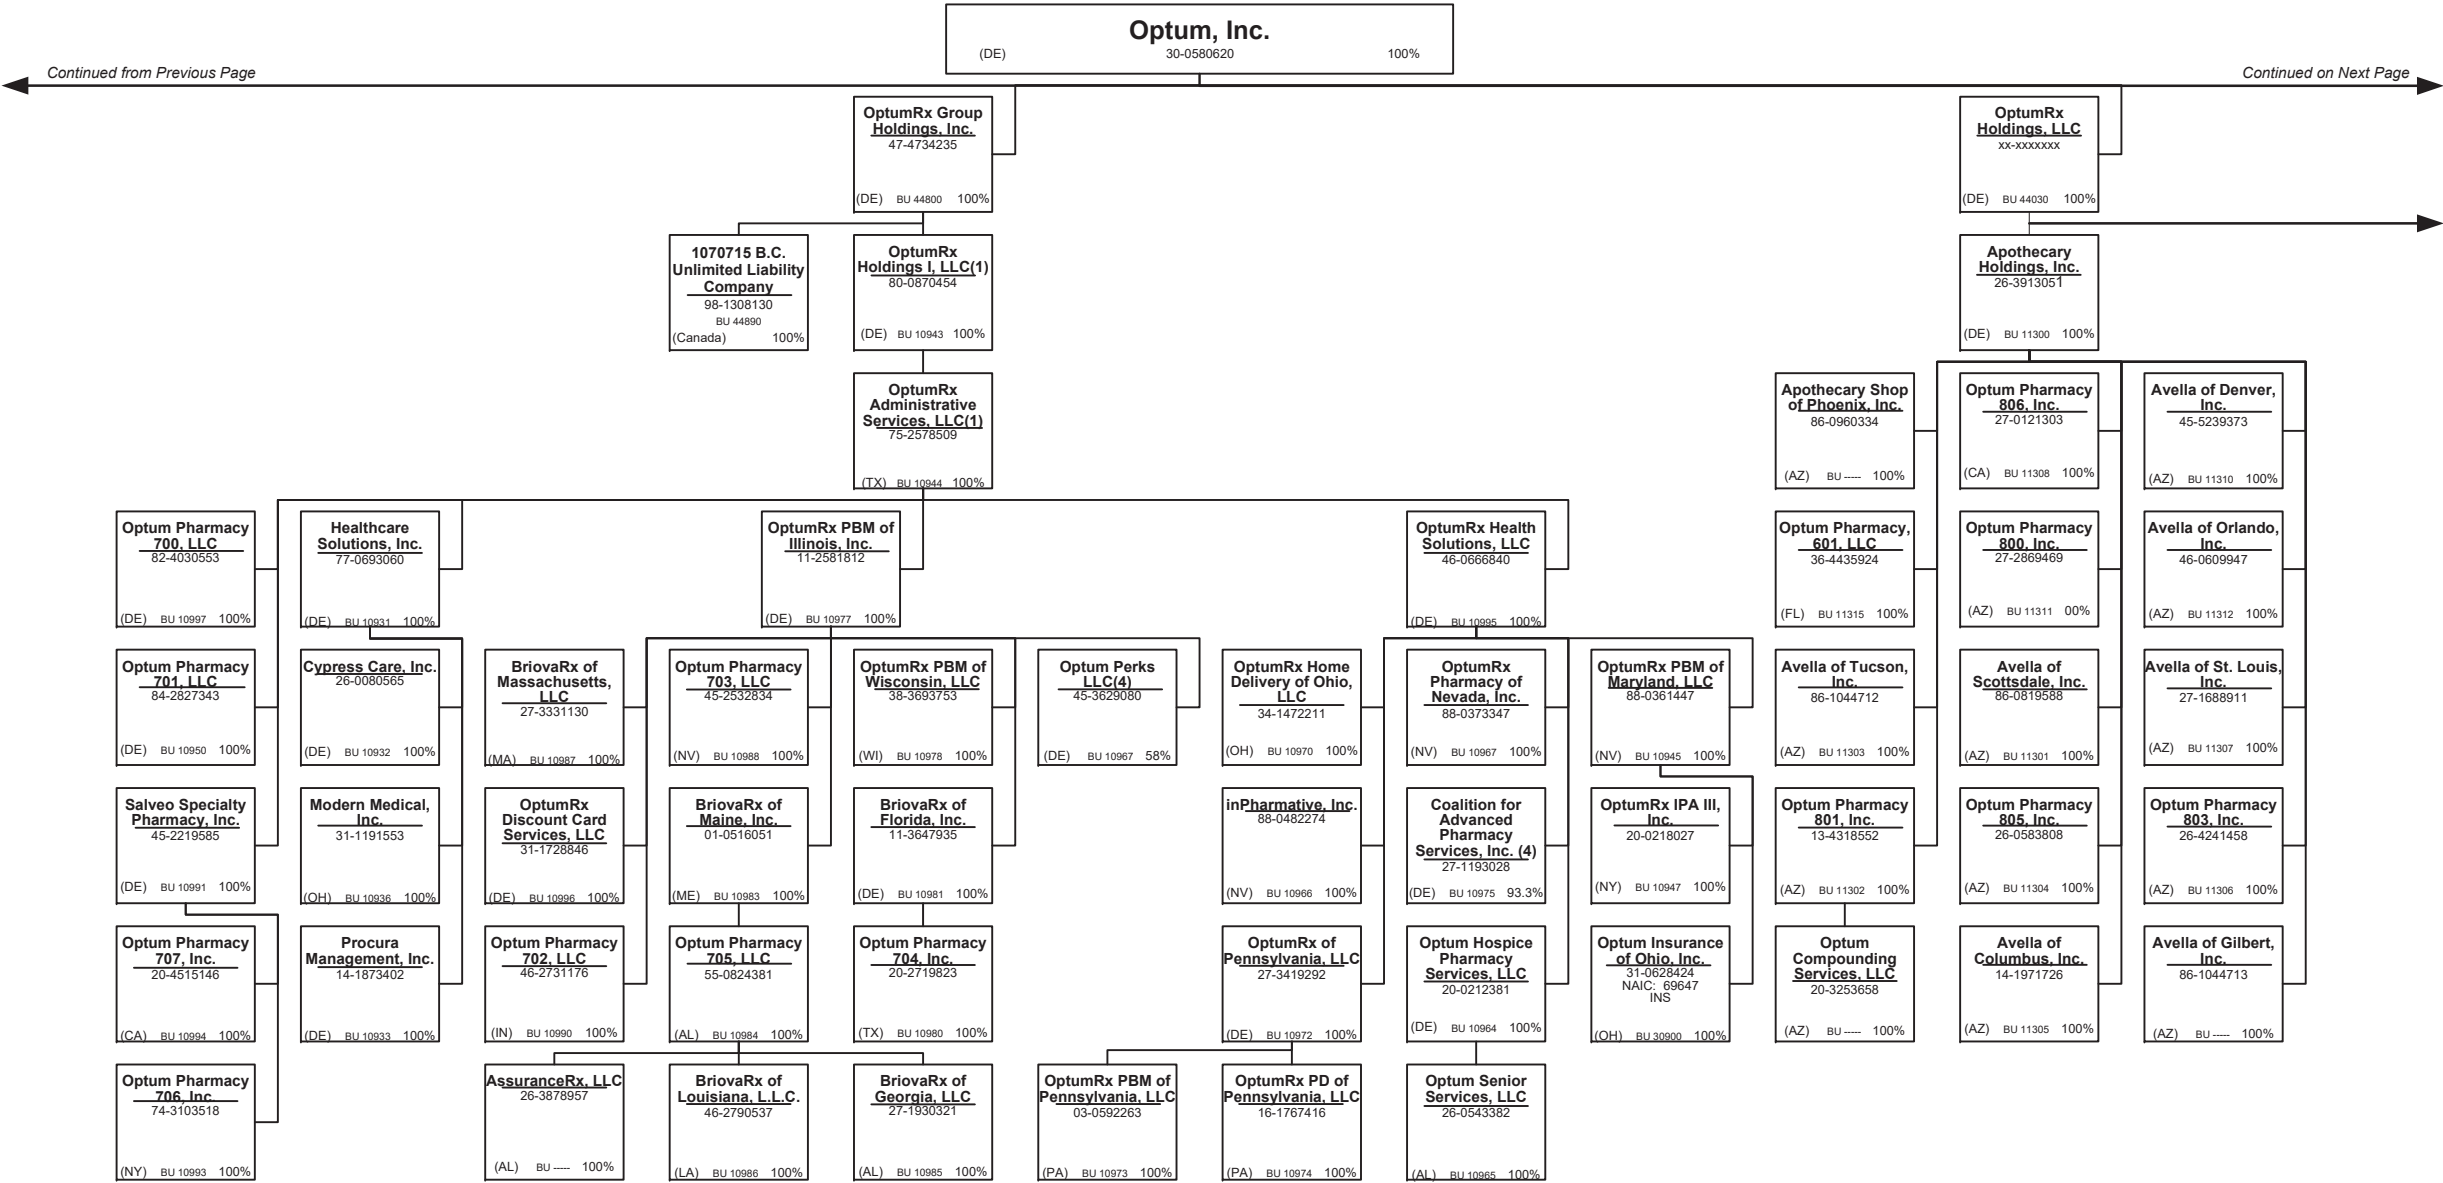 Optum, Inc.
(DE) 30-0580620 100%
Continued from Previous Page
Continued on Next Page
OptumRx Group
Holdings, Inc.
47-4734235
(DE) BU 44800 100%
OptumRx
Holdings, LLC
xx-xxxxxxx
(DE) BU 44030 100%
1070715 B.C.
Unlimited Liability
Company
98-1308130
BU 44890
(Canada) 100%
OptumRx
Holdings I, LLC(1)
80-0870454
(DE) BU 10943 100%
Apothecary
Holdings, Inc.
26-3913051
(DE) BU 11300 100%
OptumRx
Administrative
Services, LLC(1)
75-2578509
(TX) BU 10944 100%
Apothecary Shop
of Phoenix, Inc.
86-0960334
(AZ) BU ----- 100%
Optum Pharmacy
806, Inc.
27-0121303
(CA) BU 11308 100%
Avella of Denver,
Inc.
45-5239373
(AZ) BU 11310 100%
Optum Pharmacy
700, LLC
82-4030553
(DE) BU 10997 100%
Healthcare
Solutions, Inc.
77-0693060
(DE) BU 10931 100%
OptumRx PBM of
Illinois, Inc.
11-2581812
(DE) BU 10977 100%
OptumRx Health
Solutions, LLC
46-0666840
(DE) BU 10995 100%
Optum Pharmacy,
601, LLC
36-4435924
(FL) BU 11315 100%
Optum Pharmacy
800, Inc.
27-2869469
(AZ) BU 11311 00%
Avella of Orlando,
Inc.
46-0609947
(AZ) BU 11312 100%
Optum Pharmacy
701, LLC
84-2827343
(DE) BU 10950 100%
Cypress Care, Inc.
26-0080565
(DE) BU 10932 100%
BriovaRx of
Massachusetts,
LLC
27-3331130
(MA) BU 10987 100%
Optum Pharmacy
703, LLC
45-2532834
(NV) BU 10988 100%
OptumRx PBM of
Wisconsin, LLC
38-3693753
(WI) BU 10978 100%
Optum Perks
LLC(4)
45-3629080
(DE) BU 10967 58%
OptumRx Home
Delivery of Ohio,
LLC
34-1472211
(OH) BU 10970 100%
OptumRx
Pharmacy of
Nevada, Inc.
88-0373347
(NV) BU 10967 100%
OptumRx PBM of
Maryland, LLC
88-0361447
(NV) BU 10945 100%
Avella of Tucson,
Inc.
86-1044712
(AZ) BU 11303 100%
Avella of
Scottsdale, Inc.
86-0819588
(AZ) BU 11301 100%
Avella of St. Louis,
Inc.
27-1688911
(AZ) BU 11307 100%
Salveo Specialty
Pharmacy, Inc.
45-2219585
(DE) BU 10991 100%
Modern Medical,
Inc.
31-1191553
(OH) BU 10936 100%
OptumRx
Discount Card
Services, LLC
31-1728846
(DE) BU 10996 100%
BriovaRx of
Maine, Inc.
01-0516051
(ME) BU 10983 100%
BriovaRx of
Florida, Inc.
11-3647935
(DE) BU 10981 100%
inPharmative, Inc.
88-0482274
(NV) BU 10966 100%
Coalition for
Advanced
Pharmacy
Services, Inc. (4)
27-1193028
(DE) BU 10975 93.3%
OptumRx IPA III,
Inc.
20-0218027
(NY) BU 10947 100%
Optum Pharmacy
801, Inc.
13-4318552
(AZ) BU 11302 100%
Optum Pharmacy
805, Inc.
26-0583808
(AZ) BU 11304 100%
Optum Pharmacy
803, Inc.
26-4241458
(AZ) BU 11306 100%
Optum Pharmacy
707, Inc.
20-4515146
(CA) BU 10994 100%
Procura
Management, Inc.
14-1873402
(DE) BU 10933 100%
Optum Pharmacy
702, LLC
46-2731176
(IN) BU 10990 100%
Optum Pharmacy
705, LLC
55-0824381
(AL) BU 10984 100%
Optum Pharmacy
704, Inc.
20-2719823
(TX) BU 10980 100%
OptumRx of
Pennsylvania, LLC
27-3419292
(DE) BU 10972 100%
Optum Hospice
Pharmacy
Services, LLC
20-0212381
(DE) BU 10964 100%
Optum Insurance
of Ohio, Inc.
31-0628424
NAIC: 69647
INS
(OH) BU 30900 100%
Optum
Compounding
Services, LLC
20-3253658
(AZ) BU ----- 100%
Avella of
Columbus, Inc.
14-1971726
(AZ) BU 11305 100%
Avella of Gilbert,
Inc.
86-1044713
(AZ) BU ----- 100%
Optum Pharmacy
706, Inc.
74-3103518
(NY) BU 10993 100%
AssuranceRx, LLC
26-3878957
(AL) BU ----- 100%
BriovaRx of
Louisiana, L.L.C.
46-2790537
(LA) BU 10986 100%
BriovaRx of
Georgia, LLC
27-1930321
(AL) BU 10985 100%
OptumRx PBM of
Pennsylvania, LLC
03-0592263
(PA) BU 10973 100%
OptumRx PD of
Pennsylvania, LLC
16-1767416
(PA) BU 10974 100%
Optum Senior
Services, LLC
26-0543382
(AL) BU 10965 100%